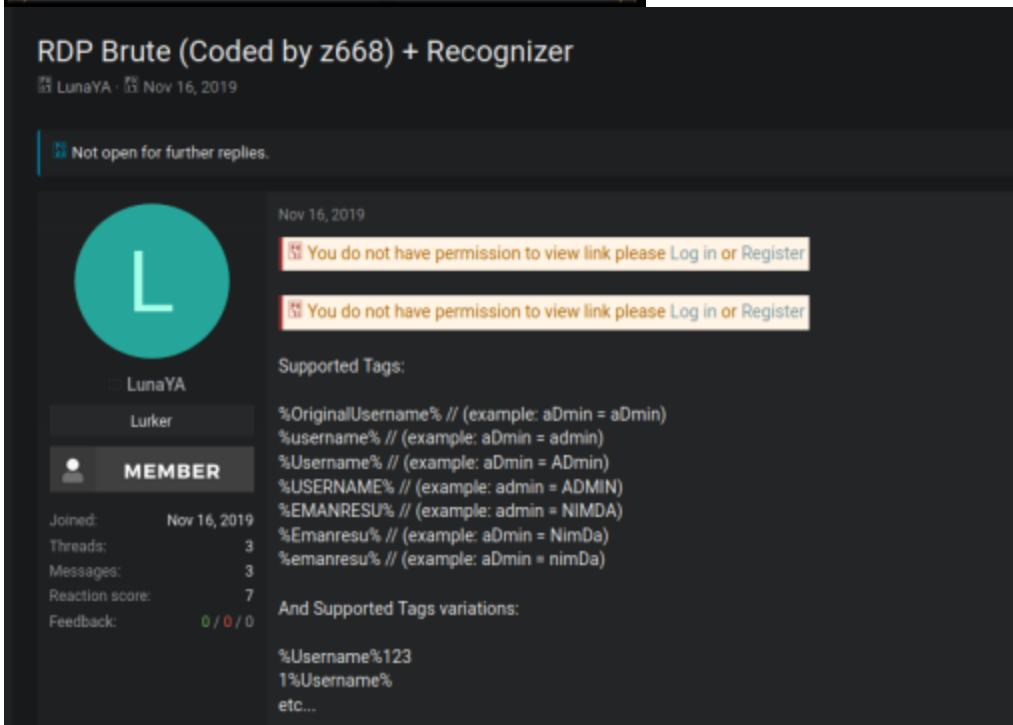 RDP Brute (Coded by z668) + Recognizer
LunaYA · Nov 16, 2019
Not open for further replies.
L
LunaYA
Lurker
MEMBER
Joined: Nov 16, 2019
Threads: 3
Messages: 3
Reaction score: 7
Feedback: 0 / 0 / 0
Nov 16, 2019
You do not have permission to view link please Log in or Register
You do not have permission to view link please Log in or Register
Supported Tags:
%OriginalUsername% // (example: aDmin = aDmin)
%username% // (example: aDmin = admin)
%Username% // (example: aDmin = ADmin)
%USERNAME% // (example: admin = ADMIN)
%EMANRESU% // (example: admin = NIMDA)
%Emanresu% // (example: aDmin = NimDa)
%emanresu% // (example: aDmin = nimDa)
And Supported Tags variations:
%Username%123
1%Username%
etc...